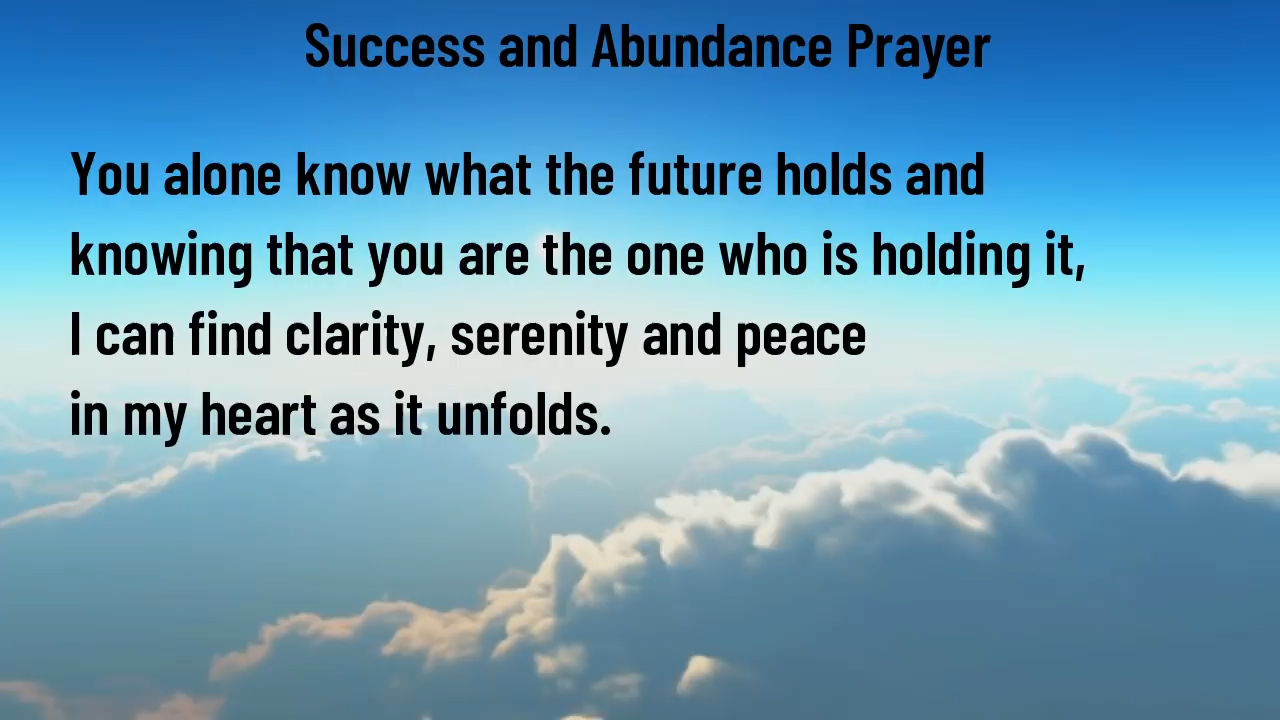 Success and Abundance Prayer
You alone know what the future holds and
knowing that you are the one who is holding it,
I can find clarity, serenity and peace
in my heart as it unfolds.